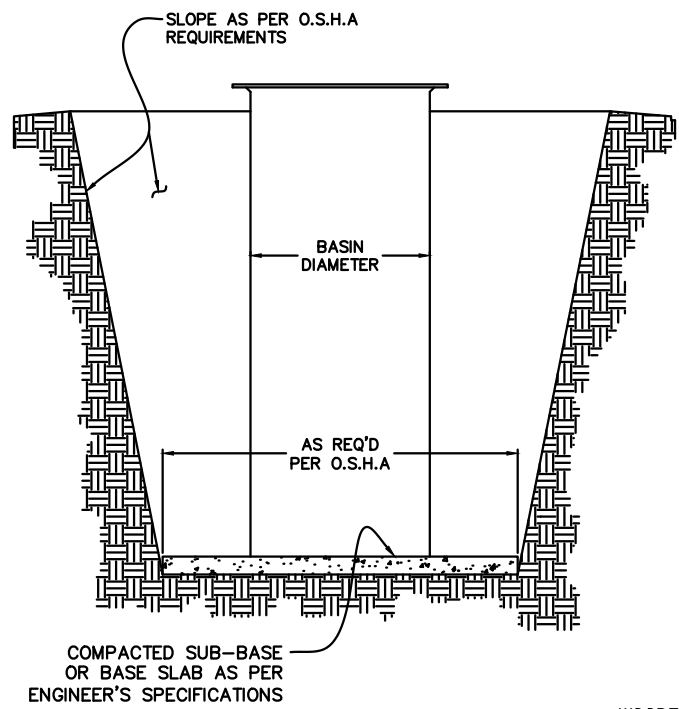 SLOPE AS PER O.S.H.A
REQUIREMENTS
BASIN
DIAMETER
AS REQ'D
PER O.S.H.A
COMPACTED SUB-BASE
OR BASE SLAB AS PER
ENGINEER'S SPECIFICATIONS